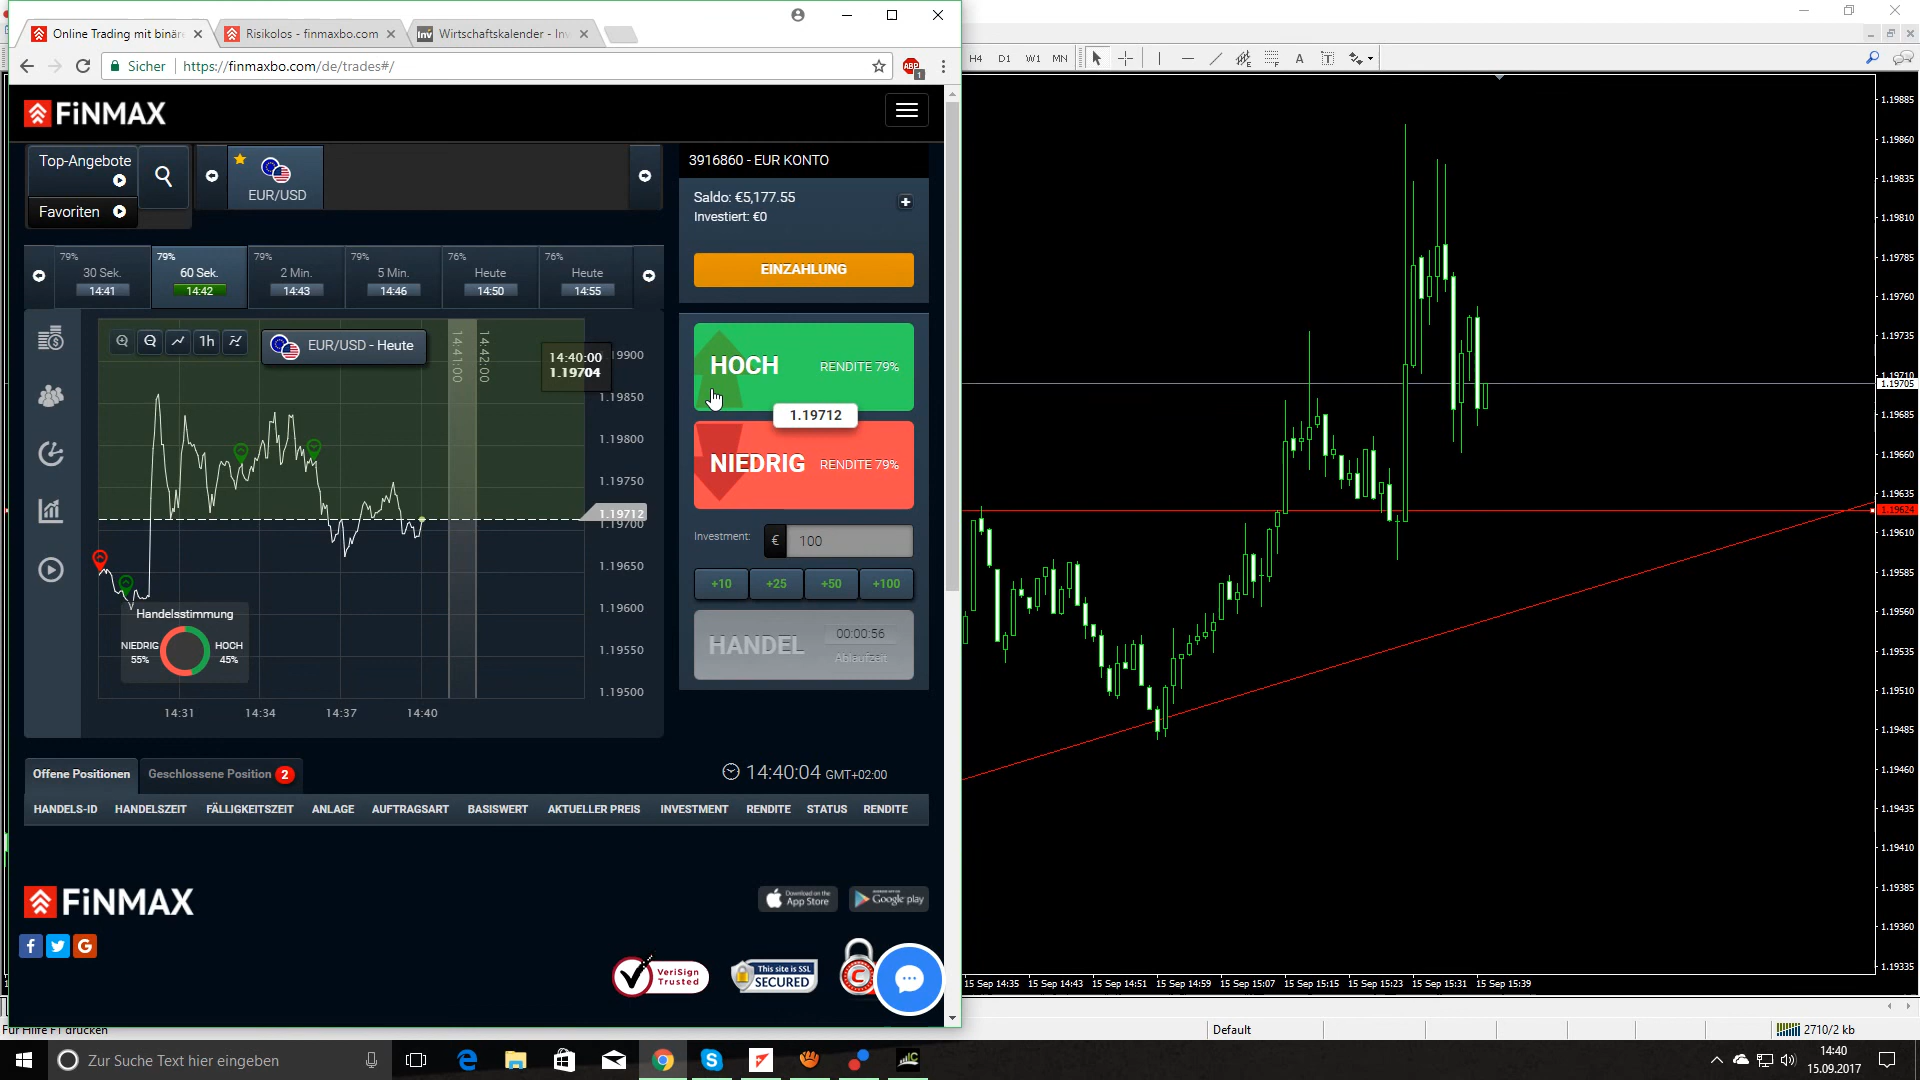 Online Trading mit binäre
Risikolos - finmaxbo.com
Wirtschaftskalender - Inv
Sicher
https://finmaxbo.com/de/trades#/
ABP
1
FiNMAX
Top-Angebote
Favoriten
EUR/USD
3916860 - EUR KONTO
Saldo: €5,177.55
Investiert: €0
EINZAHLUNG
79%
30 Sek.
14:41
79%
60 Sek.
14:42
79%
2 Min.
14:43
79%
5 Min.
14:46
76%
Heute
14:50
76%
Heute
14:55
1h
EUR/USD - Heute
14:41:00
14:42:00
14:40:00
1.19704
19900
1.19850
1.19800
1.19750
1.19712
1.19700
1.19650
1.19600
1.19550
1.19500
Handelsstimmung
NIEDRIG
55%
HOCH
45%
14:31
14:34
14:37
14:40
HOCH
RENDITE 79%
1.19712
NIEDRIG
RENDITE 79%
Investment:
€
100
+10
+25
+50
+100
HANDEL
00:00:56
Ablaufzeit
Offene Positionen
Geschlossene Position
2
14:40:04 GMT+02:00
HANDELS-ID
HANDELSZEIT
FÄLLIGKEITSZEIT
ANLAGE
AUFTRAGSART
BASISWERT
AKTUELLER PREIS
INVESTMENT
RENDITE
STATUS
RENDITE
FiNMAX
Download on the
App Store
Google play
VeriSign
Trusted
This site is SSL
SECURED
H4
D1
W1
MN
A
T
1.19885
1.19860
1.19835
1.19810
1.19785
1.19760
1.19735
1.19710
1.19705
1.19685
1.19660
1.19635
1.19624
1.19610
1.19585
1.19560
1.19535
1.19510
1.19485
1.19460
1.19435
1.19410
1.19385
1.19360
1.19335
15 Sep 14:35
15 Sep 14:43
15 Sep 14:51
15 Sep 14:59
15 Sep 15:07
15 Sep 15:15
15 Sep 15:23
15 Sep 15:31
15 Sep 15:39
Für Hilfe F1 drücken
Default
2710/2 kb
Zur Suche Text hier eingeben
14:40
15.09.2017